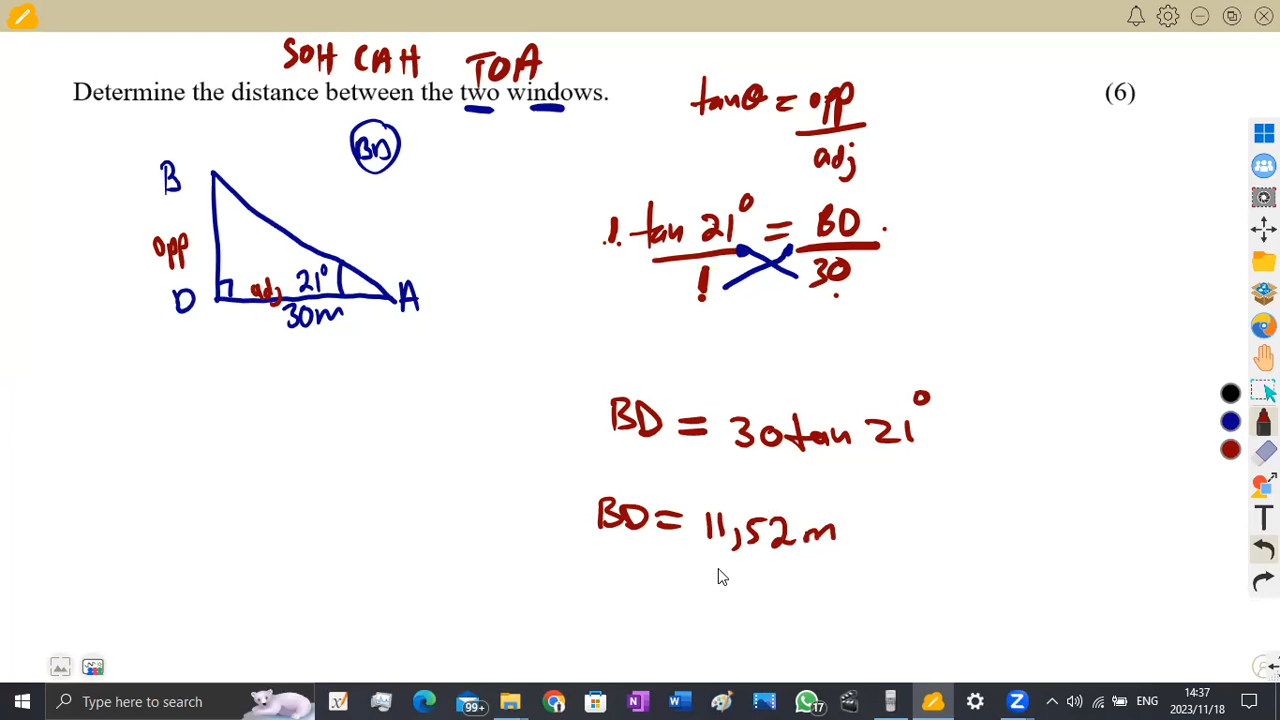 SOH CAH TOA
Determine the distance between the two windows. (6)
tanθ = opp
adj
BD
B
! tan 21° = BD
! 30
opp
D adj 21° A
30m
BD = 30tan 21°
BD = 11,52m
T
99+
17
Type here to search
ENG
14:37
2023/11/18